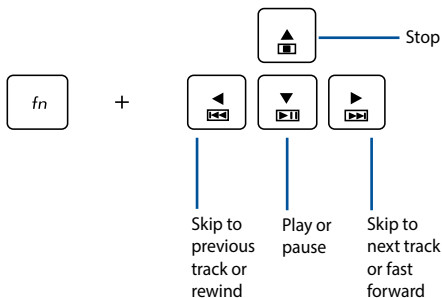 Stop
fn
+
Skip to
previous
track or
rewind
Play or
pause
Skip to
next track
or fast
forward